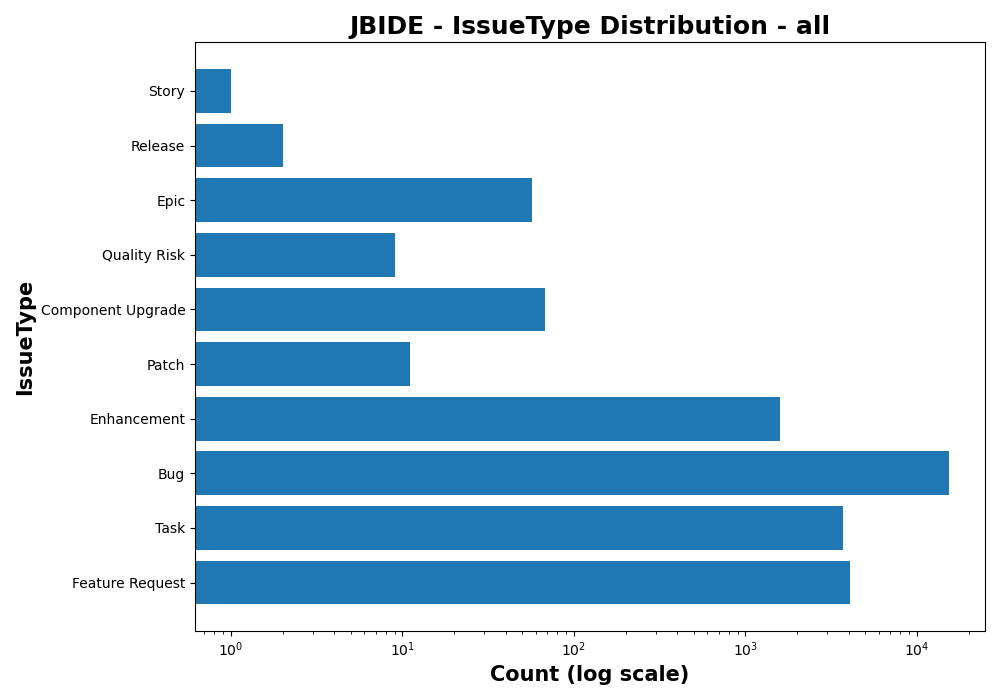 JBIDE - IssueType Distribution - all
Story
Release
Epic
Quality Risk
Component Upgrade
Patch
Enhancement
Bug
Task
Feature Request
IssueType
10⁰ 10¹ 10² 10³ 10⁴
Count (log scale)